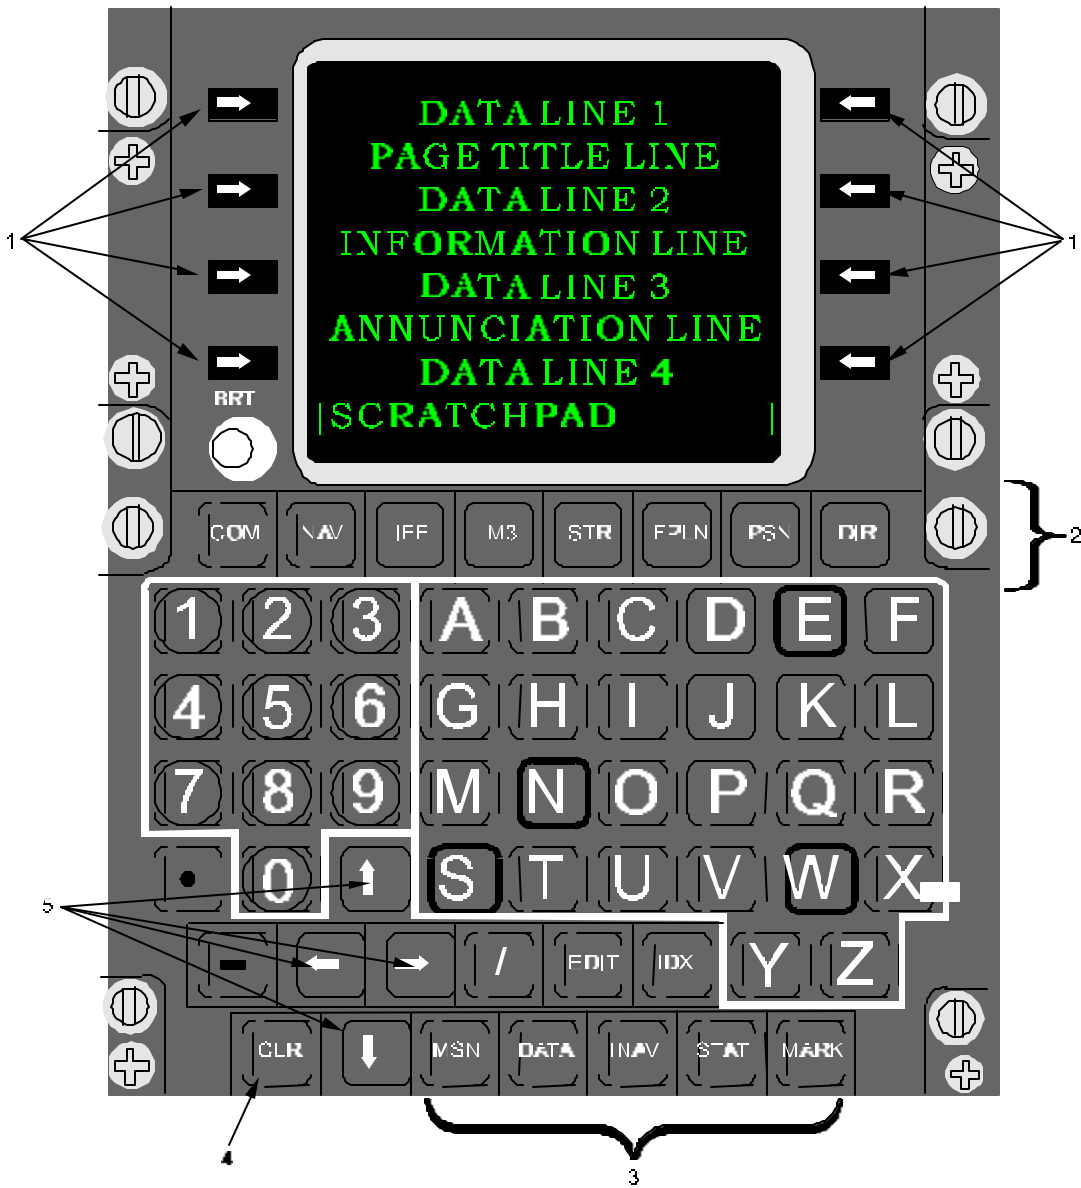 DATA LINE 1
PAGE TITLE LINE
DATA LINE 2
1
INFORMATION LINE
1
DATA LINE 3
ANNUNCIATION LINE
DATA LINE 4
BRT
[SCRATCHPAD ]
COM NAV IFF M3 STR FPLN PSN DIR
2
1 2 3 A B C D E F
4 5 6 G H I J K L
7 8 9 M N O P Q R
• 0 S T U V W X
5
- / EDIT IDX Y Z
CLR MSN DATA INAV STAT MARK
4
3